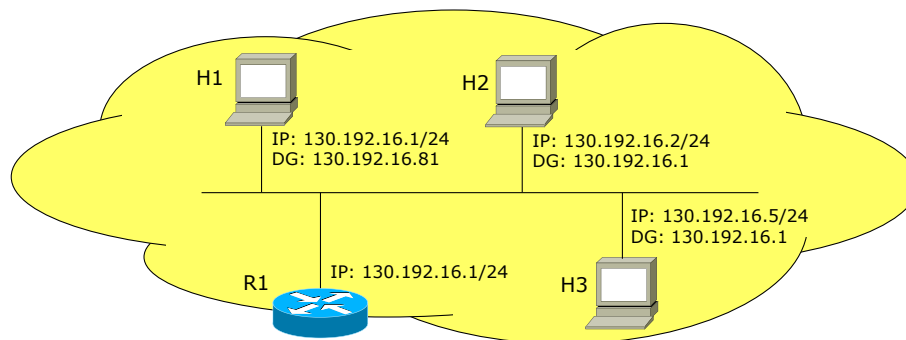 H1
H2
IP: 130.192.16.1/24
DG: 130.192.16.81
IP: 130.192.16.2/24
DG: 130.192.16.1
IP: 130.192.16.5/24
DG: 130.192.16.1
IP: 130.192.16.1/24
R1
H3